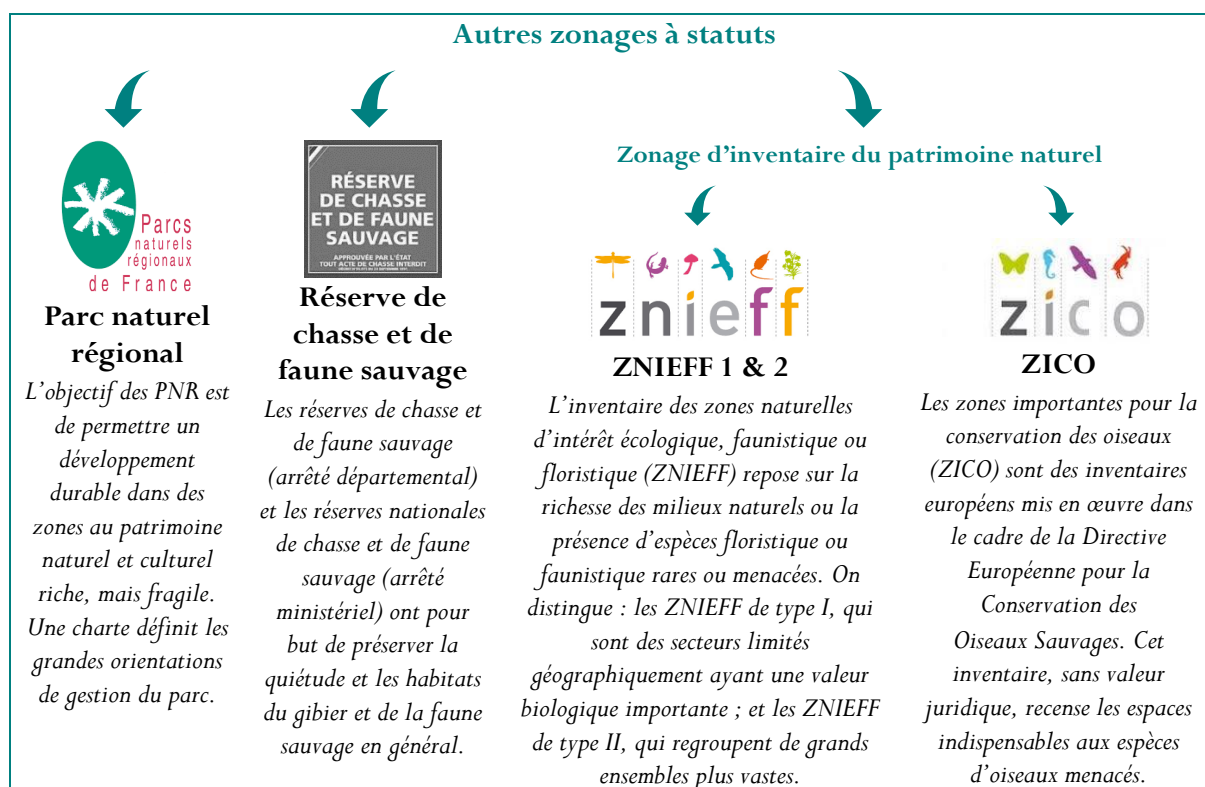 Autres zonages à statuts
Parcs
naturels
régionaux
de France
Parc naturel
régional
L'objectif des PNR est
de permettre un
développement
durable dans des
zones au patrimoine
naturel et culturel
riche, mais fragile.
Une charte définit les
grandes orientations
de gestion du parc.
RÉSERVE
DE CHASSE
ET DE FAUNE
SAUVAGE
APPROUVÉE PAR L'ÉTAT
TOUT ACTE DE CHASSE INTERDIT
Réserve de
chasse et de
faune sauvage
Les réserves de chasse et
de faune sauvage
(arrêté départemental)
et les réserves nationales
de chasse et de faune
sauvage (arrêté
ministériel) ont pour
but de préserver la
quiétude et les habitats
du gibier et de la faune
sauvage en général.
Zonage d'inventaire du patrimoine naturel
znieff
ZNIEFF 1 & 2
L'inventaire des zones naturelles
d'intérêt écologique, faunistique ou
floristique (ZNIEFF) repose sur la
richesse des milieux naturels ou la
présence d'espèces floristique ou
faunistique rares ou menacées. On
distingue : les ZNIEFF de type I, qui
sont des secteurs limités
géographiquement ayant une valeur
biologique importante ; et les ZNIEFF
de type II, qui regroupent de grands
ensembles plus vastes.
zico
ZICO
Les zones importantes pour la
conservation des oiseaux
(ZICO) sont des inventaires
européens mis en œuvre dans
le cadre de la Directive
Européenne pour la
Conservation des
Oiseaux Sauvages. Cet
inventaire, sans valeur
juridique, recense les espaces
indispensables aux espèces
d'oiseaux menacés.